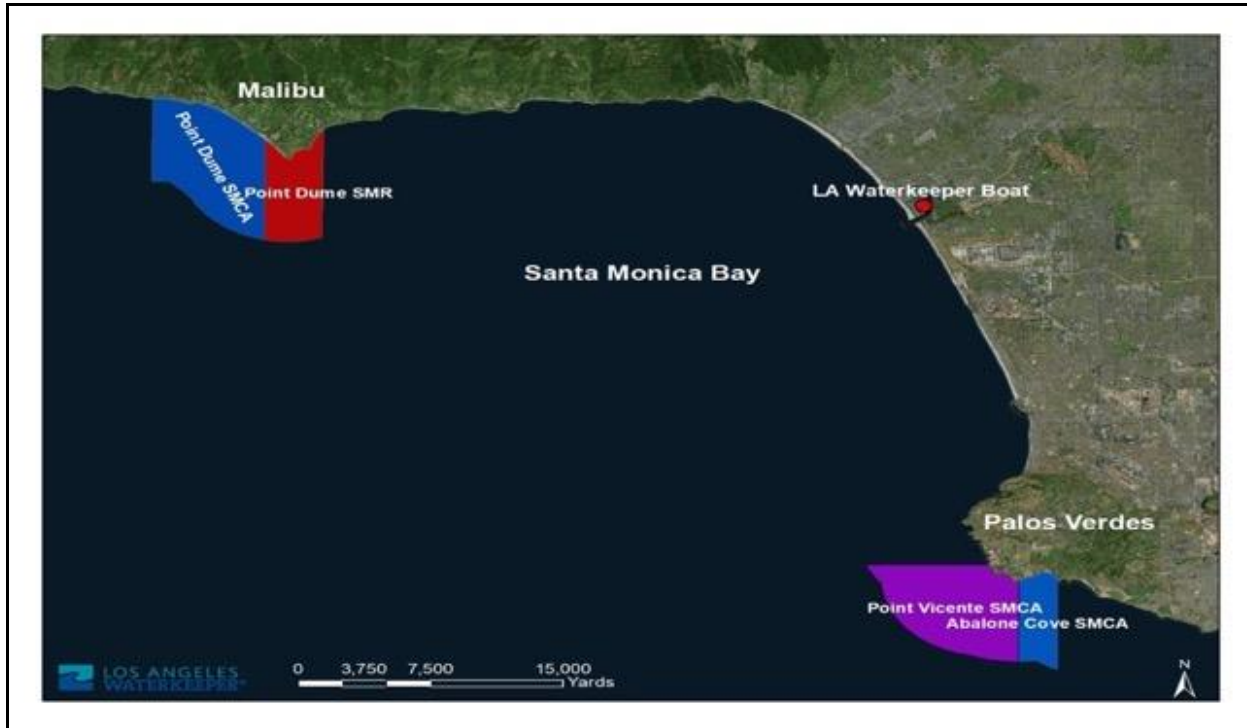 Malibu
Point Dume SMCA
Point Dume SMR
LA Waterkeeper Boat
Santa Monica Bay
Palos Verdes
Point Vicente SMCA
Abalone Cove SMCA
LOS ANGELES
WATERKEEPER
0 3,750 7,500 15,000
Yards
N